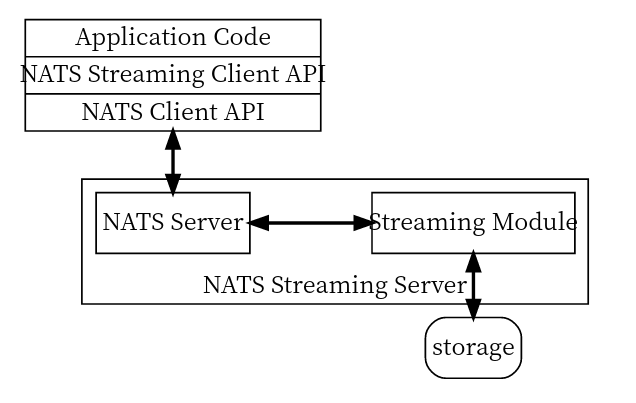 Application Code
NATS Streaming Client API
NATS Client API
NATS Server
Streaming Module
NATS Streaming Server
storage